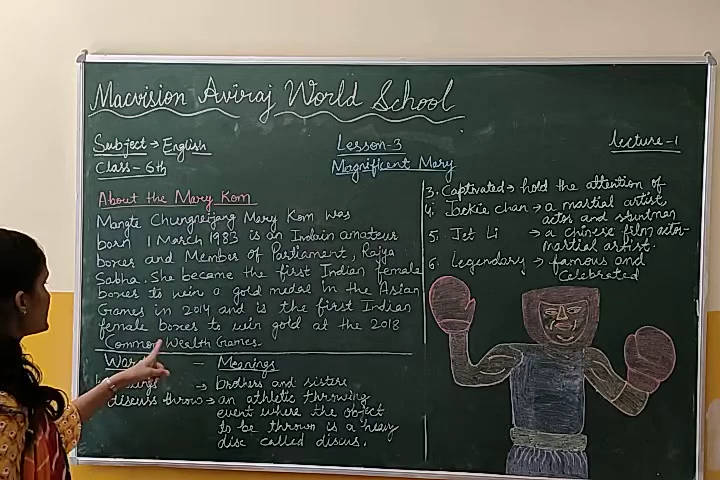 Macvision Aviraj World School
Subject → English
Class - 6th
Lesson-3
Magnificent Mary
Lecture-1
About the Mary Kom
Mangte Chungneijang Mary Kom was
born 1 March 1983 is an Indain amateur
boxes and Member of Partiament, Rajya
Sabha. She became the first Indian female
boxes to win a gold medal in the Asian
Games in 2014 and is the first Indian
female boxes to win gold at the 2018
Common Wealth Games.
Word - Meanings
→ brothers and sisters
discuss throw → an athletic throwing
event where the object
to be thrown is a heavy
disc called discus.
3. Captivated → hold the attention of
4. Jackie chan → a martial artist,
actor and stuntman
5. Jet Li → a chinese film actor-
martial artist.
6. Legendary → famous and
celebrated